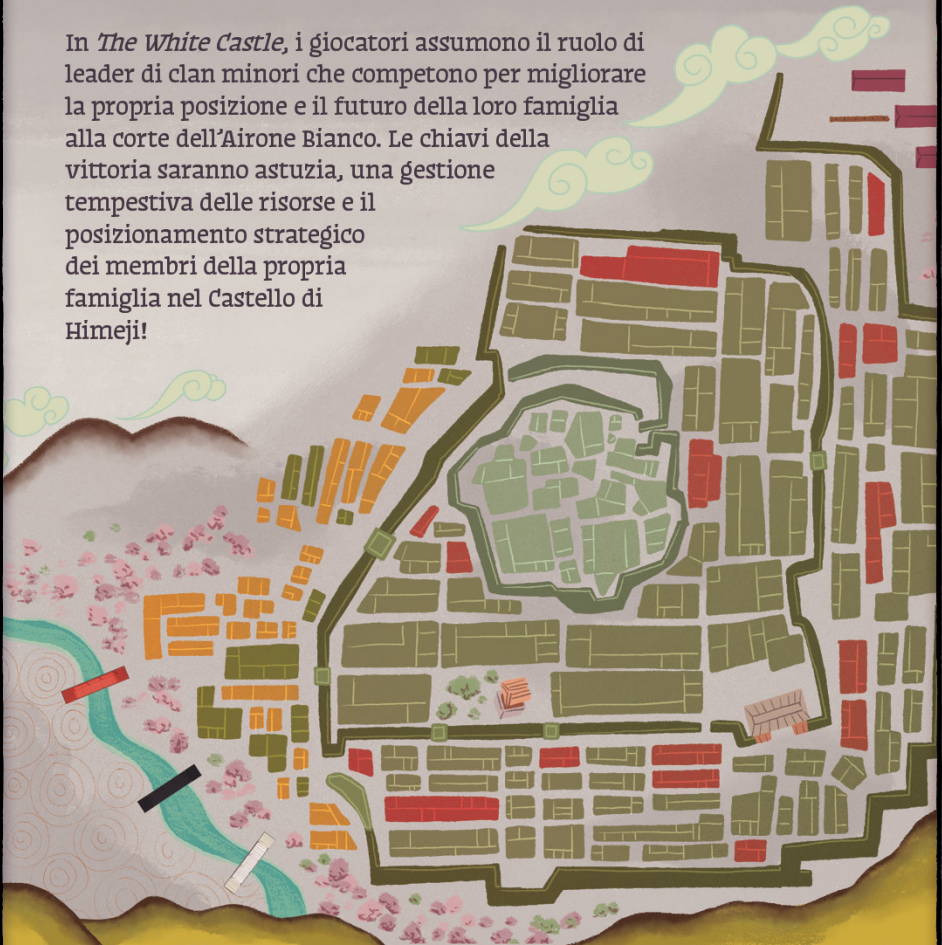 In The White Castle, i giocatori assumono il ruolo di
leader di clan minori che competono per migliorare
la propria posizione e il futuro della loro famiglia
alla corte dell'Airone Bianco. Le chiavi della
vittoria saranno astuzia, una gestione
tempestiva delle risorse e il
posizionamento strategico
dei membri della propria
famiglia nel Castello di
Himeji!